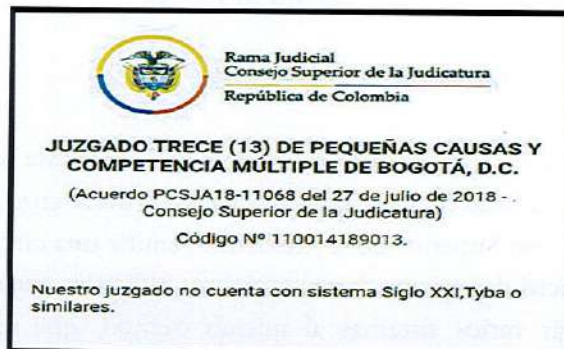 Rama Judicial
Consejo Superior de la Judicatura
República de Colombia
JUZGADO TRECE (13) DE PEQUEÑAS CAUSAS Y
COMPETENCIA MÚLTIPLE DE BOGOTÁ, D.C.
(Acuerdo PCSJA18-11068 del 27 de julio de 2018 -
Consejo Superior de la Judicatura)
Código Nº 110014189013.
Nuestro juzgado no cuenta con sistema Siglo XXI,Tyba o
similares.